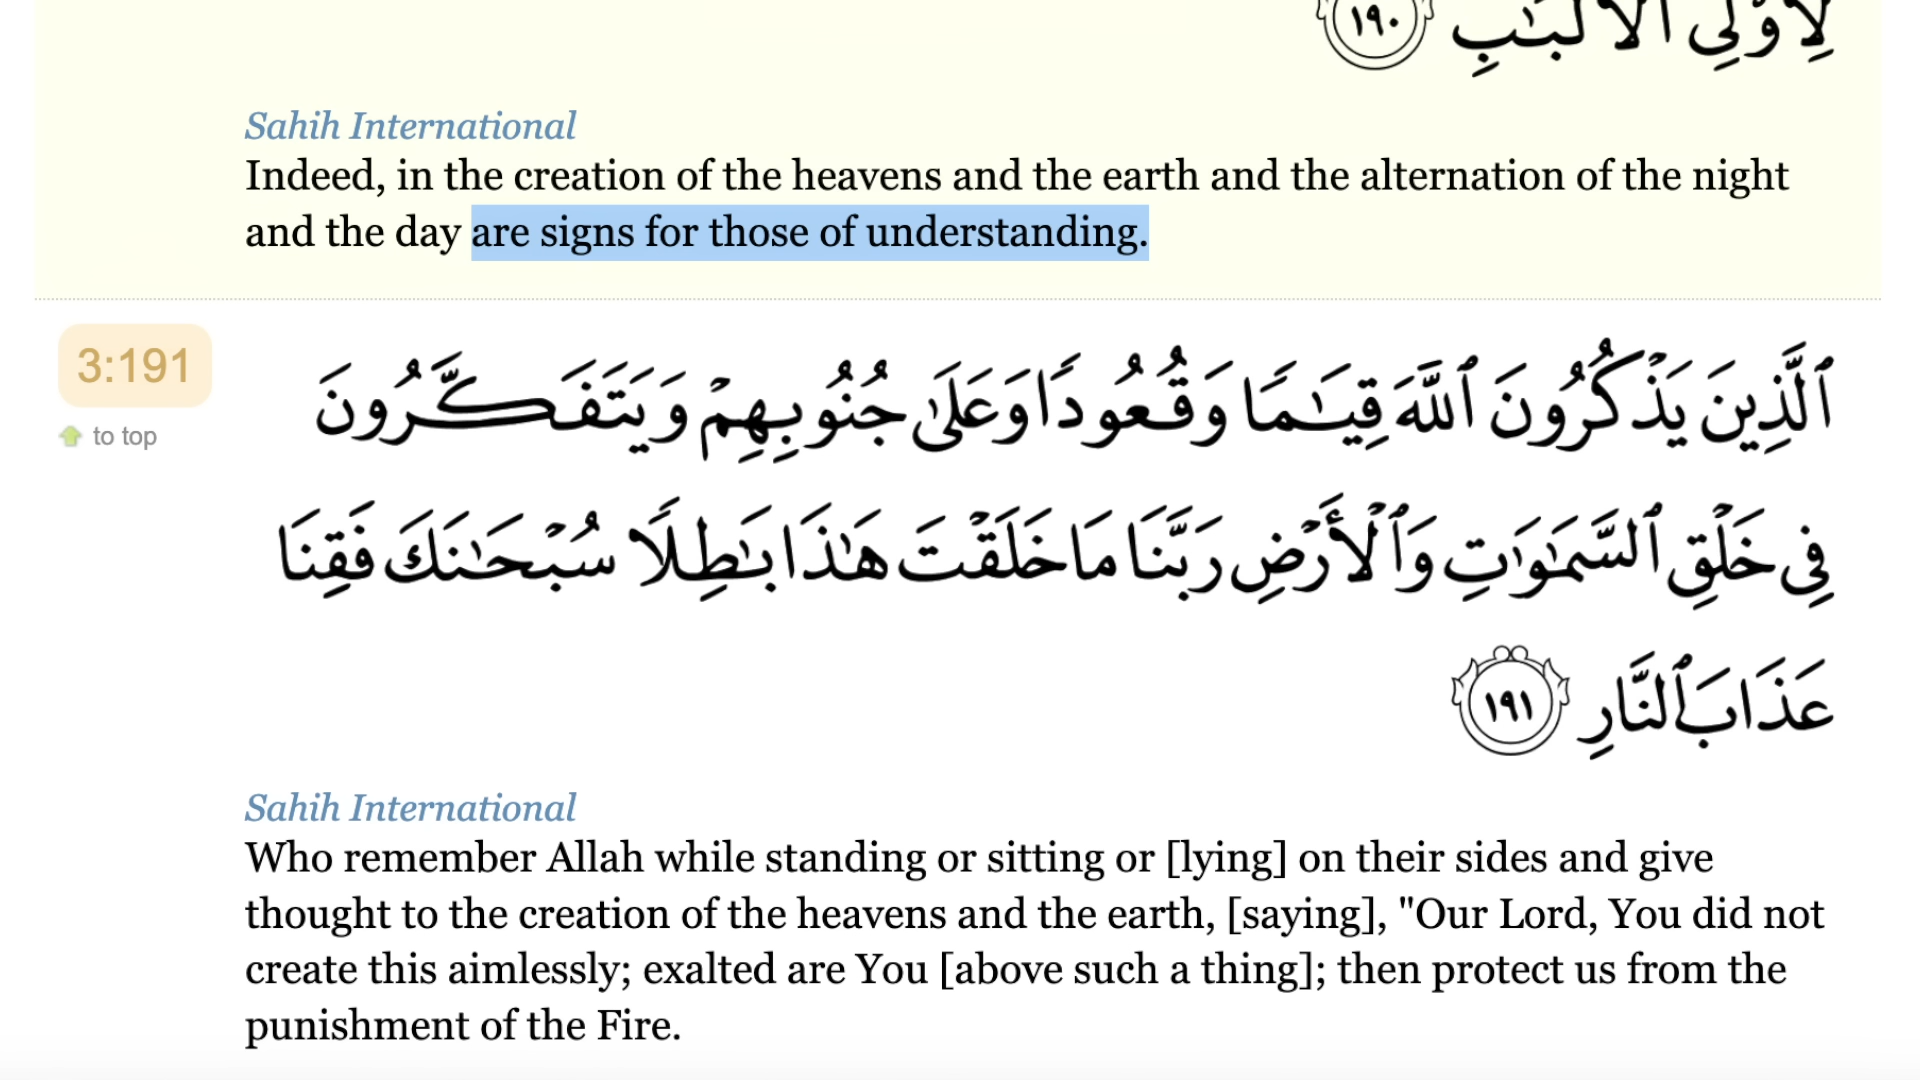 لِأُو۟لِى ٱلْأَلْبَـٰبِ ١٩٠
Sahih International
Indeed, in the creation of the heavens and the earth and the alternation of the night
and the day are signs for those of understanding.
3:191
to top
ٱلَّذِينَ يَذْكُرُونَ ٱللَّهَ قِيَـٰمًا وَقُعُودًا وَعَلَىٰ جُنُوبِهِمْ وَيَتَفَكَّرُونَ
فِى خَلْقِ ٱلسَّمَـٰوَٰتِ وَٱلْأَرْضِ رَبَّنَا مَا خَلَقْتَ هَـٰذَا بَـٰطِلًا سُبْحَـٰنَكَ فَقِنَا
عَذَابَ ٱلنَّارِ ١٩١
Sahih International
Who remember Allah while standing or sitting or [lying] on their sides and give
thought to the creation of the heavens and the earth, [saying], "Our Lord, You did not
create this aimlessly; exalted are You [above such a thing]; then protect us from the
punishment of the Fire.